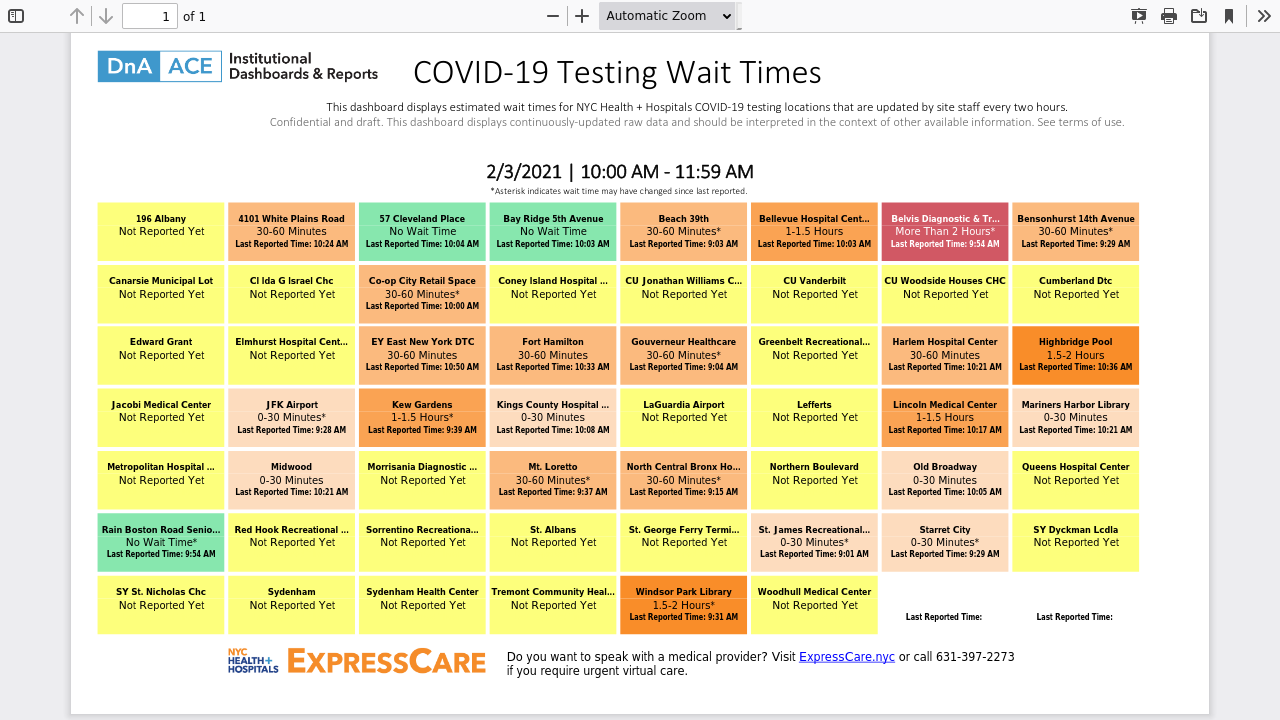 1 of 1 Automatic Zoom
DnA ACE Institutional Dashboards & Reports
COVID-19 Testing Wait Times
This dashboard displays estimated wait times for NYC Health + Hospitals COVID-19 testing locations that are updated by site staff every two hours.
Confidential and draft. This dashboard displays continuously-updated raw data and should be interpreted in the context of other available information. See terms of use.
2/3/2021 | 10:00 AM - 11:59 AM
*Asterisk indicates wait time may have changed since last reported.
196 Albany
Not Reported Yet
4101 White Plains Road
30-60 Minutes
Last Reported Time: 10:24 AM
57 Cleveland Place
No Wait Time
Last Reported Time: 10:04 AM
Bay Ridge 5th Avenue
No Wait Time
Last Reported Time: 10:03 AM
Beach 39th
30-60 Minutes*
Last Reported Time: 9:03 AM
Bellevue Hospital Cent...
1-1.5 Hours
Last Reported Time: 10:03 AM
Belvis Diagnostic & Tr...
More Than 2 Hours*
Last Reported Time: 9:54 AM
Bensonhurst 14th Avenue
30-60 Minutes*
Last Reported Time: 9:29 AM
Canarsie Municipal Lot
Not Reported Yet
CI Ida G Israel Chc
Not Reported Yet
Co-op City Retail Space
30-60 Minutes*
Last Reported Time: 10:00 AM
Coney Island Hospital ...
Not Reported Yet
CU Jonathan Williams C...
Not Reported Yet
CU Vanderbilt
Not Reported Yet
CU Woodside Houses CHC
Not Reported Yet
Cumberland Dtc
Not Reported Yet
Edward Grant
Not Reported Yet
Elmhurst Hospital Cent...
Not Reported Yet
EY East New York DTC
30-60 Minutes
Last Reported Time: 10:50 AM
Fort Hamilton
30-60 Minutes
Last Reported Time: 10:33 AM
Gouverneur Healthcare
30-60 Minutes*
Last Reported Time: 9:04 AM
Greenbelt Recreational...
Not Reported Yet
Harlem Hospital Center
30-60 Minutes
Last Reported Time: 10:21 AM
Highbridge Pool
1.5-2 Hours
Last Reported Time: 10:36 AM
Jacobi Medical Center
Not Reported Yet
JFK Airport
0-30 Minutes*
Last Reported Time: 9:28 AM
Kew Gardens
1-1.5 Hours*
Last Reported Time: 9:39 AM
Kings County Hospital ...
0-30 Minutes
Last Reported Time: 10:08 AM
LaGuardia Airport
Not Reported Yet
Lefferts
Not Reported Yet
Lincoln Medical Center
1-1.5 Hours
Last Reported Time: 10:17 AM
Mariners Harbor Library
0-30 Minutes
Last Reported Time: 10:21 AM
Metropolitan Hospital ...
Not Reported Yet
Midwood
0-30 Minutes
Last Reported Time: 10:21 AM
Morrisania Diagnostic ...
Not Reported Yet
Mt. Loretto
30-60 Minutes*
Last Reported Time: 9:37 AM
North Central Bronx Ho...
30-60 Minutes*
Last Reported Time: 9:15 AM
Northern Boulevard
Not Reported Yet
Old Broadway
0-30 Minutes
Last Reported Time: 10:05 AM
Queens Hospital Center
Not Reported Yet
Rain Boston Road Senio...
No Wait Time*
Last Reported Time: 9:54 AM
Red Hook Recreational ...
Not Reported Yet
Sorrentino Recreationa...
Not Reported Yet
St. Albans
Not Reported Yet
St. George Ferry Termi...
Not Reported Yet
St. James Recreational...
0-30 Minutes*
Last Reported Time: 9:01 AM
Starret City
0-30 Minutes*
Last Reported Time: 9:29 AM
SY Dyckman Lcdla
Not Reported Yet
SY St. Nicholas Chc
Not Reported Yet
Sydenham
Not Reported Yet
Sydenham Health Center
Not Reported Yet
Tremont Community Heal...
Not Reported Yet
Windsor Park Library
1.5-2 Hours*
Last Reported Time: 9:31 AM
Woodhull Medical Center
Not Reported Yet
Last Reported Time:
Last Reported Time:
NYC HEALTH+ HOSPITALS EXPRESSCARE
Do you want to speak with a medical provider? Visit ExpressCare.nyc or call 631-397-2273
if you require urgent virtual care.